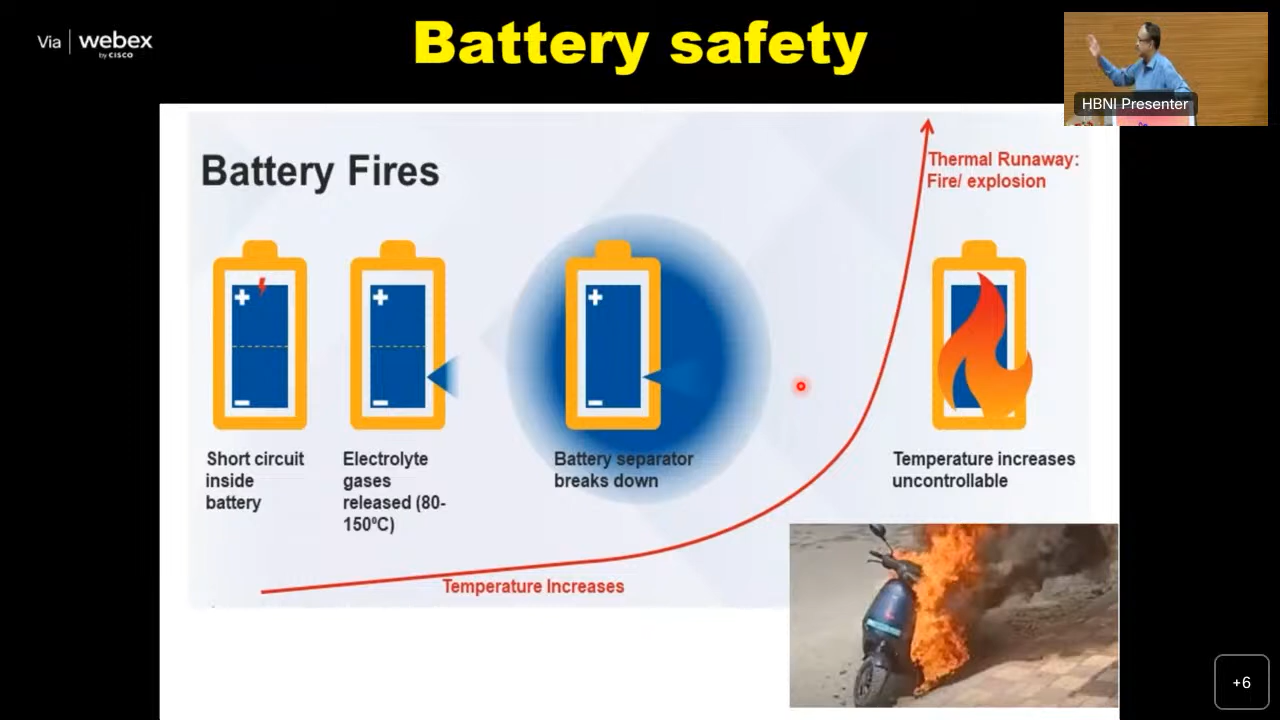 Via | webex
by CISCO
Battery safety
HBNI Presenter
Battery Fires
Thermal Runaway:
Fire/ explosion
Short circuit
inside
battery
Electrolyte
gases
released (80-
150ºC)
Battery separator
breaks down
Temperature increases
uncontrollable
Temperature Increases
+6